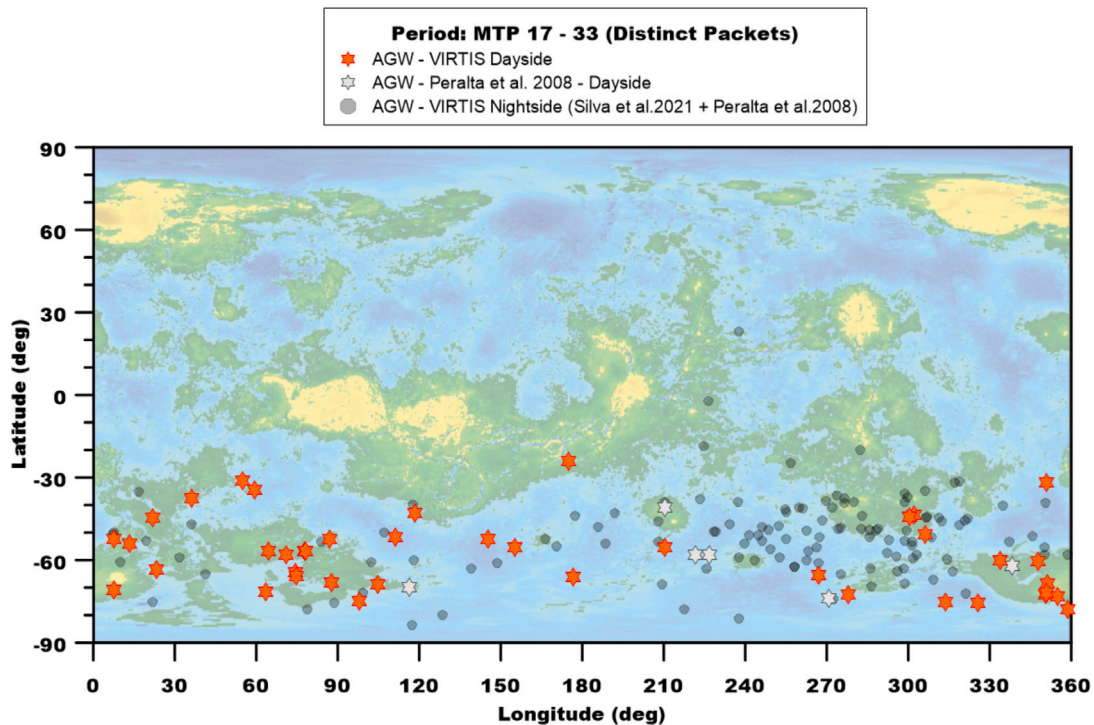 Period: MTP 17 - 33 (Distinct Packets)
AGW - VIRTIS Dayside
AGW - Peralta et al. 2008 - Dayside
AGW - VIRTIS Nightside (Silva et al.2021 + Peralta et al.2008)
90
60
30
0
-30
-60
-90
Latitude (deg)
0 30 60 90 120 150 180 210 240 270 300 330 360
Longitude (deg)